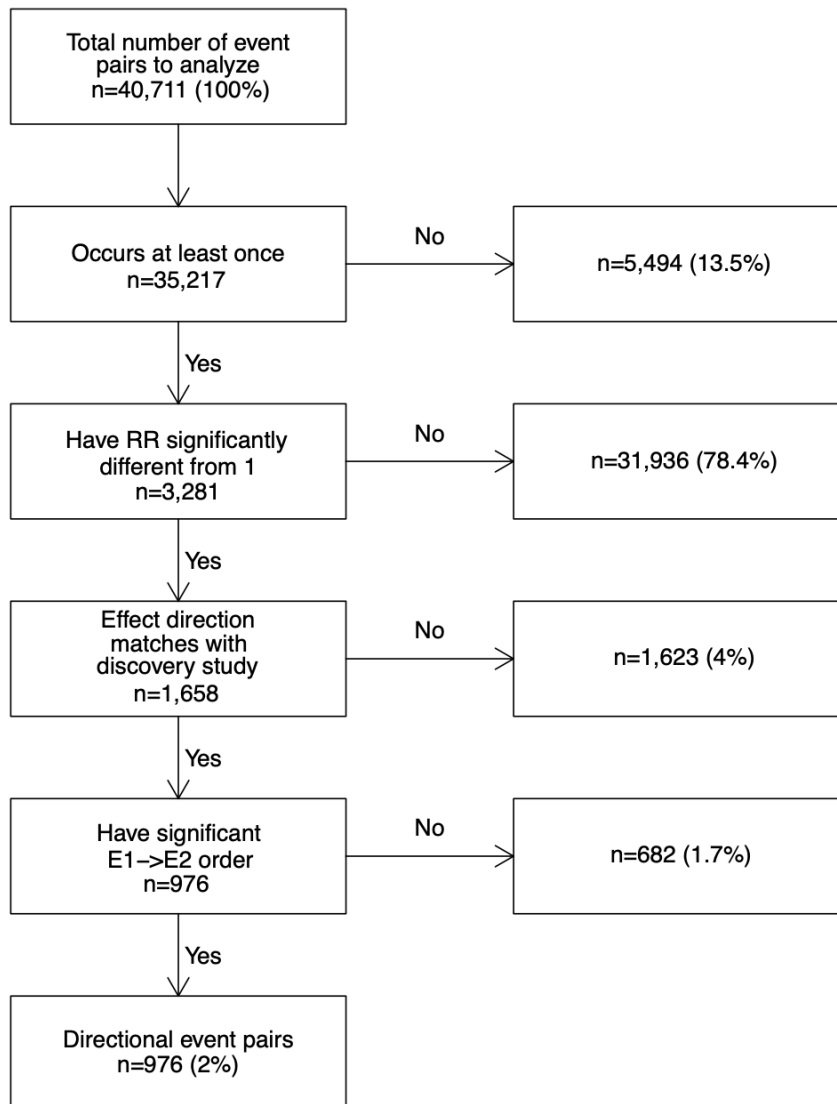 Total number of event
pairs to analyze
n=40,711 (100%)
Occurs at least once
n=35,217
No
n=5,494 (13.5%)
Yes
Have RR significantly
different from 1
n=3,281
No
n=31,936 (78.4%)
Yes
Effect direction
matches with
discovery study
n=1,658
No
n=1,623 (4%)
Yes
Have significant
E1−>E2 order
n=976
No
n=682 (1.7%)
Yes
Directional event pairs
n=976 (2%)